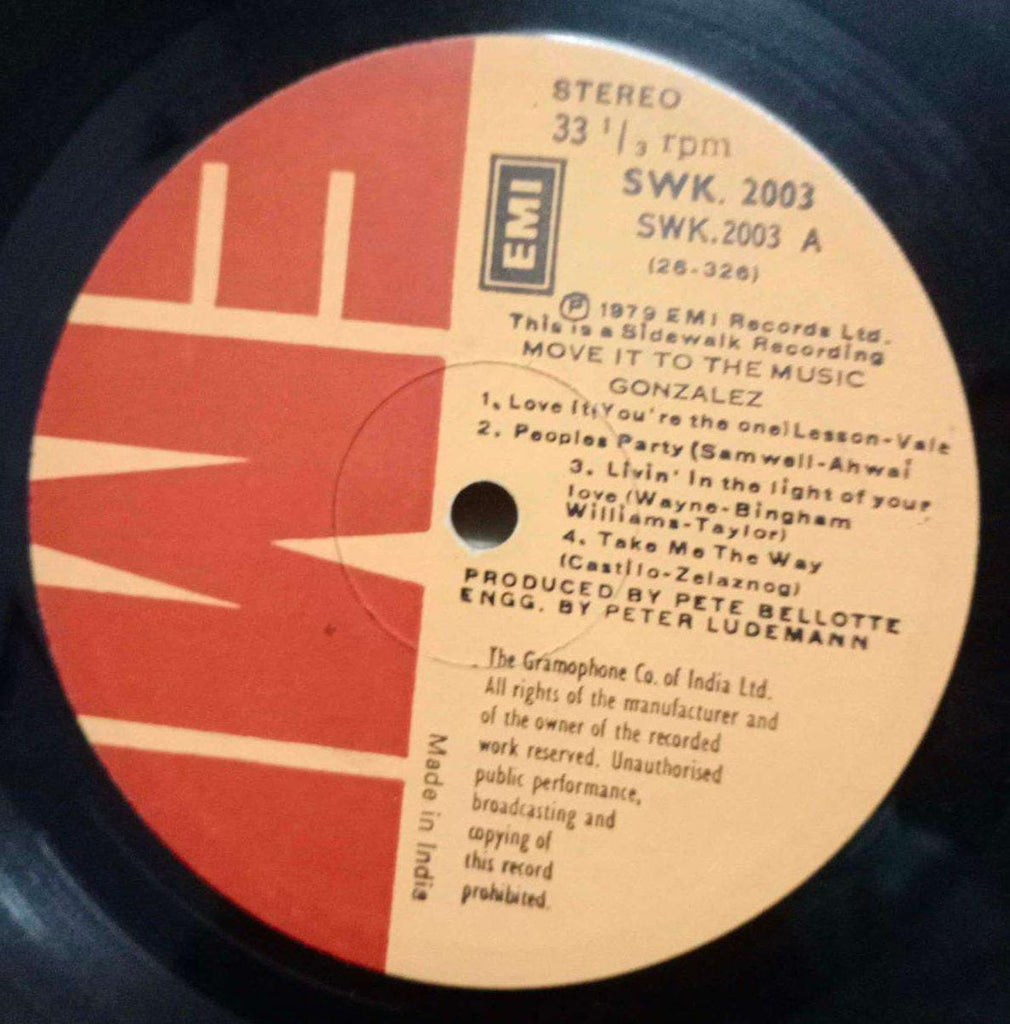 STEREO
33 1/3 rpm
SWK. 2003
SWK.2003 A
(26-326)
EMI
EMI
℗ 1979 EMI Records Ltd.
This is a Sidewalk Recording
MOVE IT TO THE MUSIC
GONZALEZ
1. Love It(You're the one)Lesson-Vale
2. Peoples Party(Samwell-Ahwai
3. Livin' In the light of your
love (Wayne-Bingham
Williams-Taylor)
4. Take Me The Way
(Castillo-Zelaznog)
PRODUCED BY PETE BELLOTTE
ENGG. BY PETER LUDEMANN
The Gramophone Co. of India Ltd.
All rights of the manufacturer and
of the owner of the recorded
work reserved. Unauthorised
public performance,
broadcasting and
copying of
this record
prohibited.
Made in India